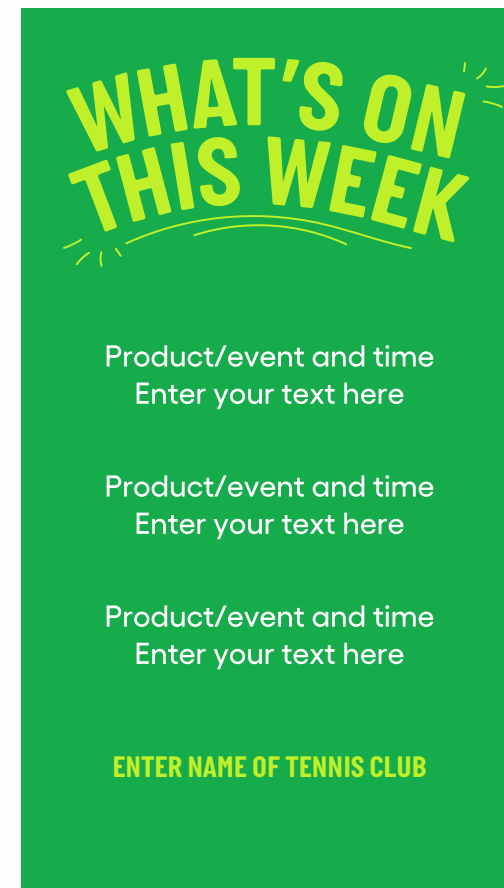 WHAT'S ON
THIS WEEK
Product/event and time
Enter your text here
Product/event and time
Enter your text here
Product/event and time
Enter your text here
ENTER NAME OF TENNIS CLUB